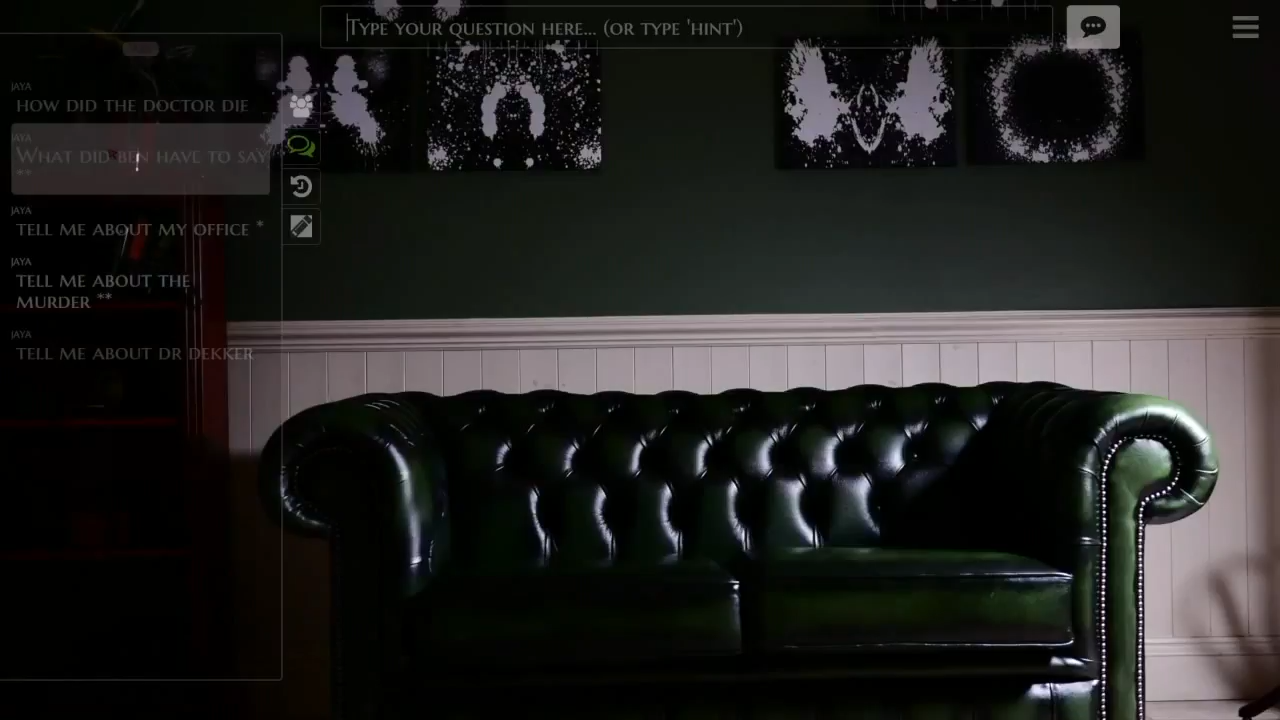 Type your question here... (or type 'hint')
JAYA
how did the doctor die
JAYA
What did ben have to say
**
JAYA
tell me about my office *
JAYA
tell me about the
murder **
JAYA
tell me about dr dekker